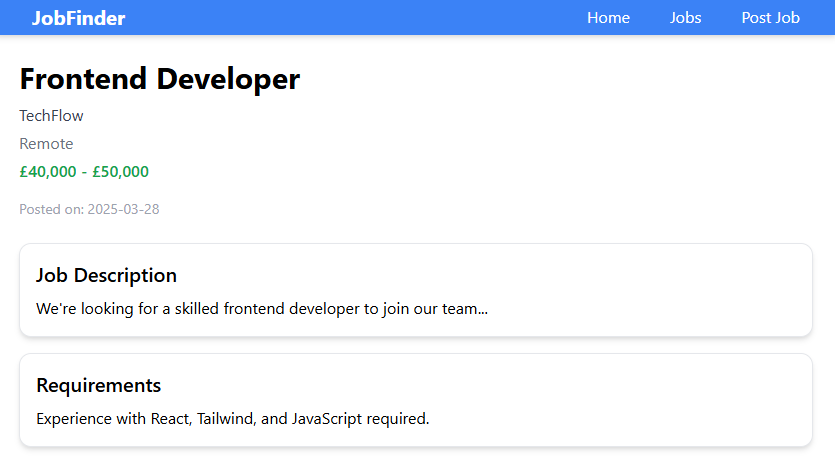 JobFinder Home Jobs Post Job
Frontend Developer
TechFlow
Remote
£40,000 - £50,000
Posted on: 2025-03-28
Job Description
We're looking for a skilled frontend developer to join our team...
Requirements
Experience with React, Tailwind, and JavaScript required.